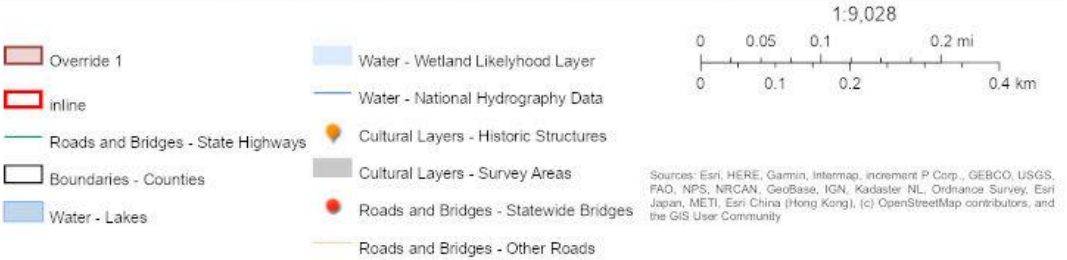 Override 1
inline
Roads and Bridges - State Highways
Boundaries - Counties
Water - Lakes
Water - Wetland Likelyhood Layer
Water - National Hydrography Data
Cultural Layers - Historic Structures
Cultural Layers - Survey Areas
Roads and Bridges - Statewide Bridges
Roads and Bridges - Other Roads
1:9,028
0 0.05 0.1 0.2 mi
0 0.1 0.2 0.4 km
Sources: Esri, HERE, Garmin, Intermap, increment P Corp., GEBCO, USGS,
FAO, NPS, NRCAN, GeoBase, IGN, Kadaster NL, Ordnance Survey, Esri
Japan, METI, Esri China (Hong Kong), (c) OpenStreetMap contributors, and
the GIS User Community